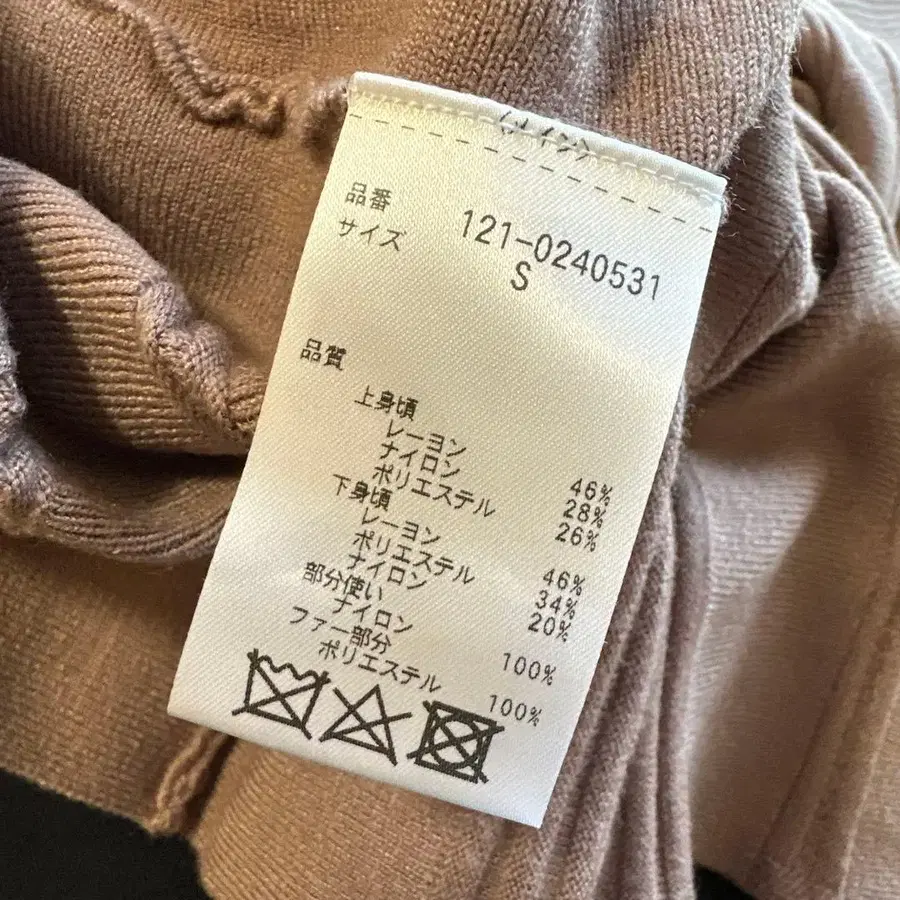 品番 121-0240531
サイズ S
品質
上身頃
レーヨン 46%
ナイロン 28%
ポリエステル 26%
下身頃
レーヨン 46%
ポリエステル 34%
ナイロン 20%
部分使い
ナイロン 100%
ファー部分
ポリエステル 100%